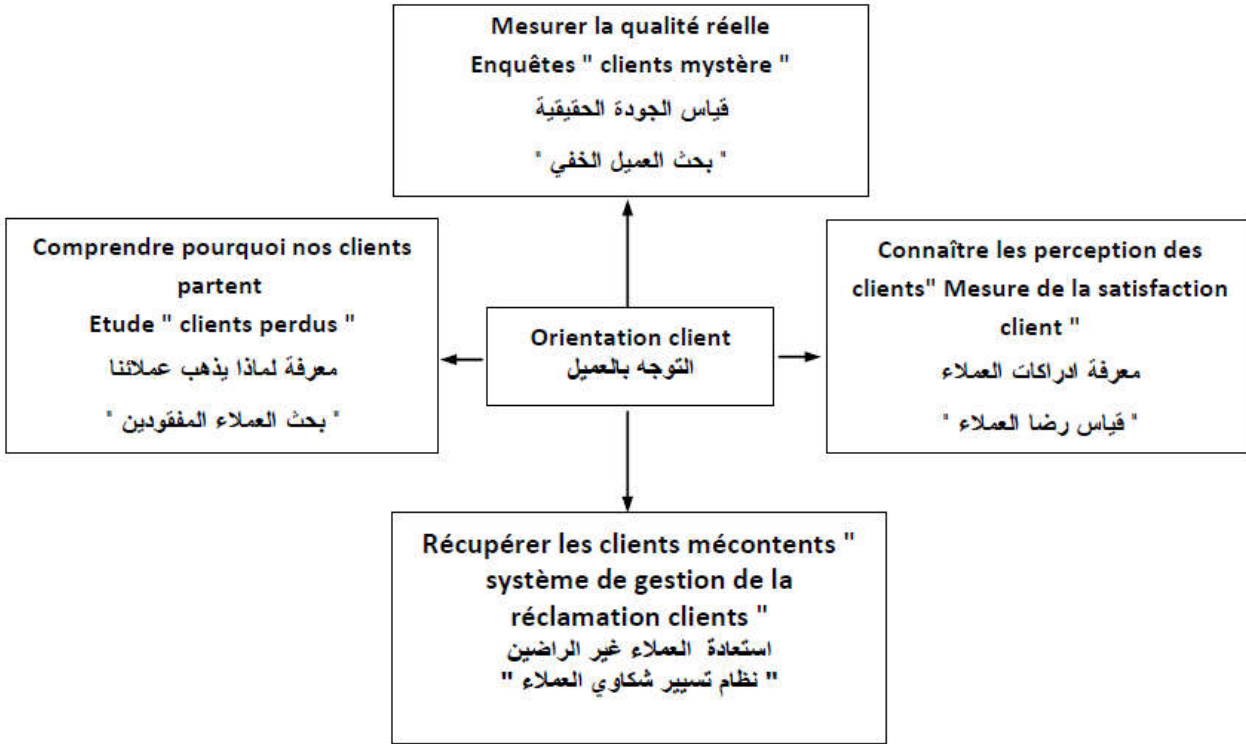 Mesurer la qualité réelle
Enquêtes " clients mystère "
قياس الجودة الحقيقية
" بحث العميل الخفي "
Comprendre pourquoi nos clients
partent
Etude " clients perdus "
معرفة لماذا يذهب عملائنا
" بحث العملاء المفقودين "
Orientation client
التوجه بالعميل
Connaître les perception des
clients" Mesure de la satisfaction
client "
معرفة ادراكات العملاء
" قياس رضا العملاء "
Récupérer les clients mécontents "
système de gestion de la
réclamation clients "
استعادة العملاء غير الراضين
" نظام تسيير شكاوي العملاء "